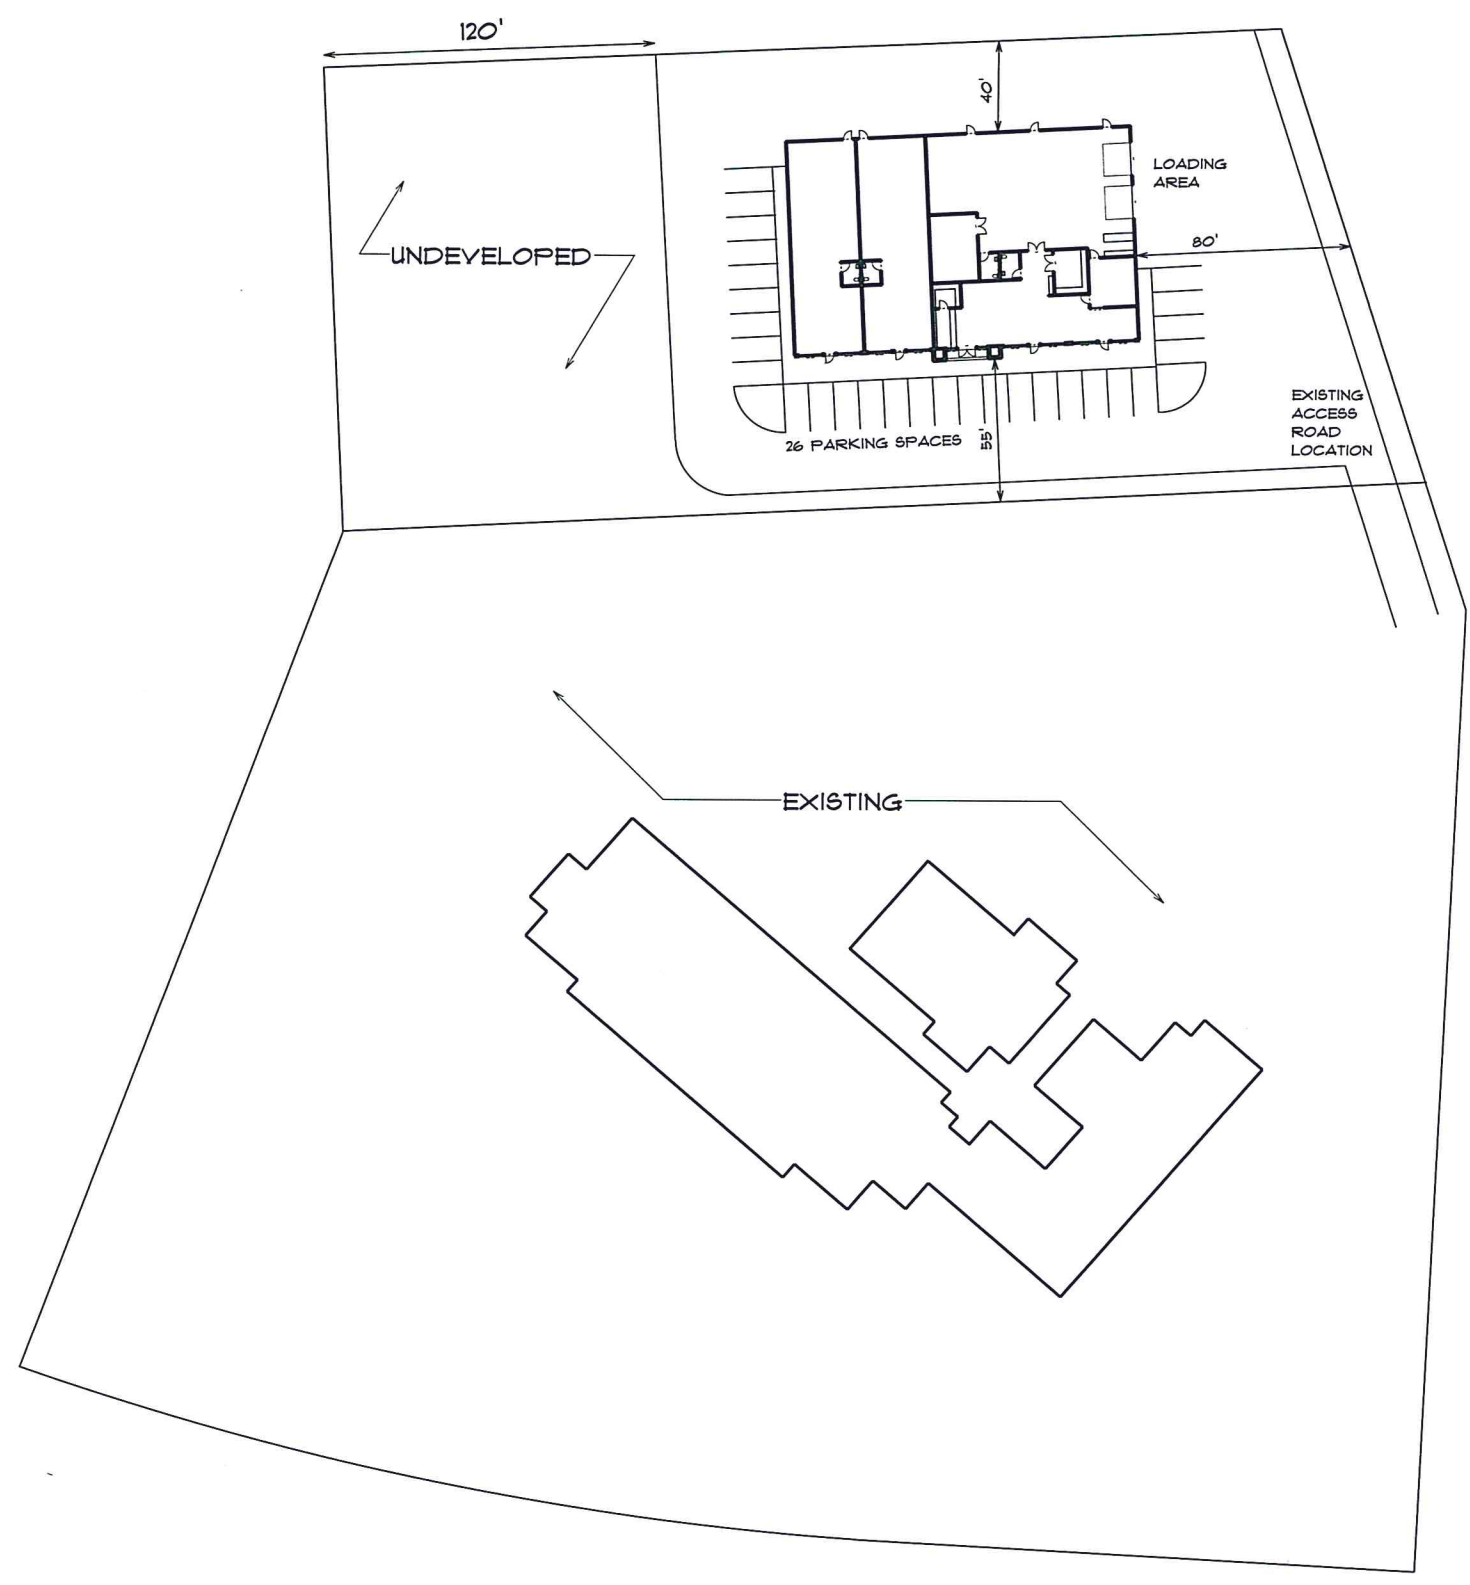 120'
40'
LOADING
AREA
UNDEVELOPED
80'
EXISTING
ACCESS
ROAD
LOCATION
26 PARKING SPACES
55'
EXISTING